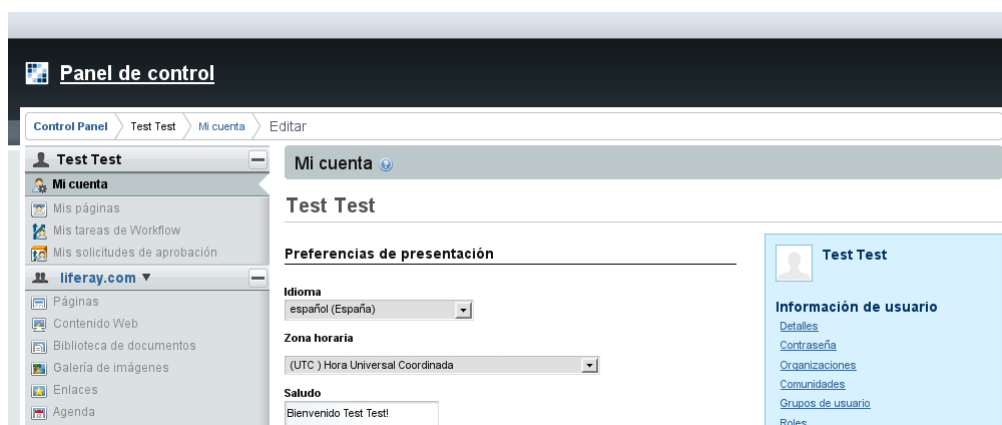 Panel de control
Control Panel Test Test Mi cuenta Editar
Test Test
Mi cuenta
Mis páginas
Mis tareas de Workflow
Mis solicitudes de aprobación
liferay.com
Páginas
Contenido Web
Biblioteca de documentos
Galería de imágenes
Enlaces
Agenda
Mi cuenta
Test Test
Preferencias de presentación
Idioma
español (España)
Zona horaria
(UTC ) Hora Universal Coordinada
Saludo
Bienvenido Test Test!
Test Test
Información de usuario
Detalles
Contraseña
Organizaciones
Comunidades
Grupos de usuario
Roles